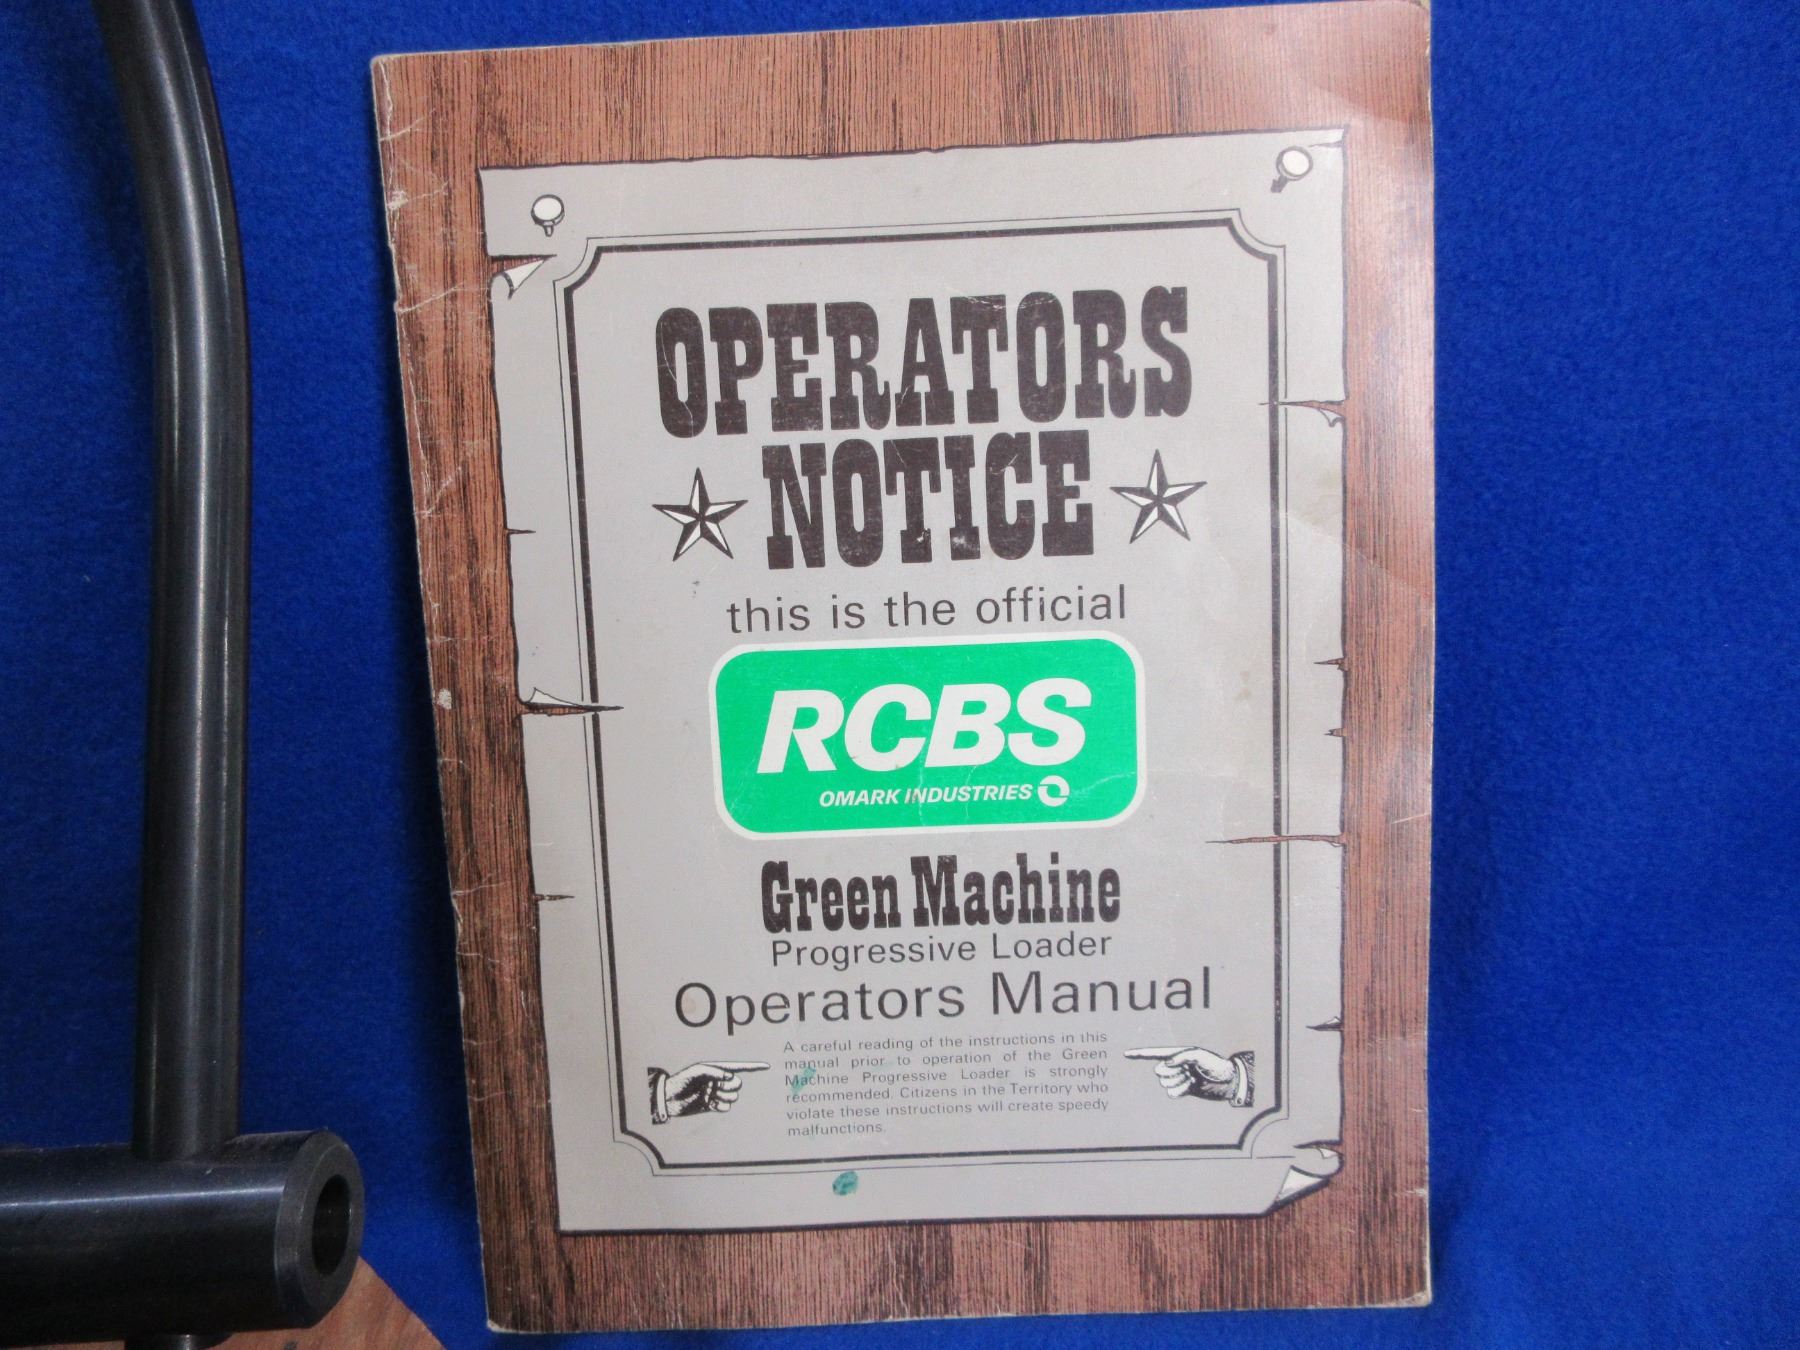 OPERATORS
NOTICE
this is the official
RCBS
OMARK INDUSTRIES
Green Machine
Progressive Loader
Operators Manual
A careful reading of the instructions in this
manual prior to operation of the Green
Machine Progressive Loader is strongly
recommended. Citizens in the Territory who
violate these instructions will create speedy
malfunctions.